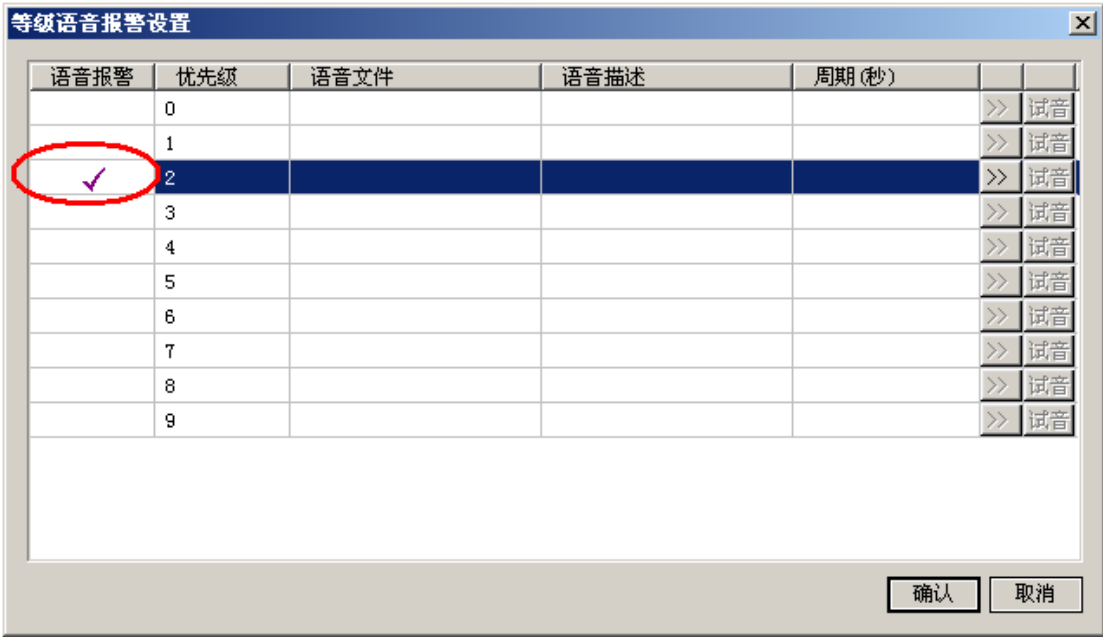 等级语音报警设置
语音报警 优先级 语音文件 语音描述 周期(秒)
0 >> 试音
1 >> 试音
2 >> 试音
3 >> 试音
4 >> 试音
5 >> 试音
6 >> 试音
7 >> 试音
8 >> 试音
9 >> 试音
确认 取消